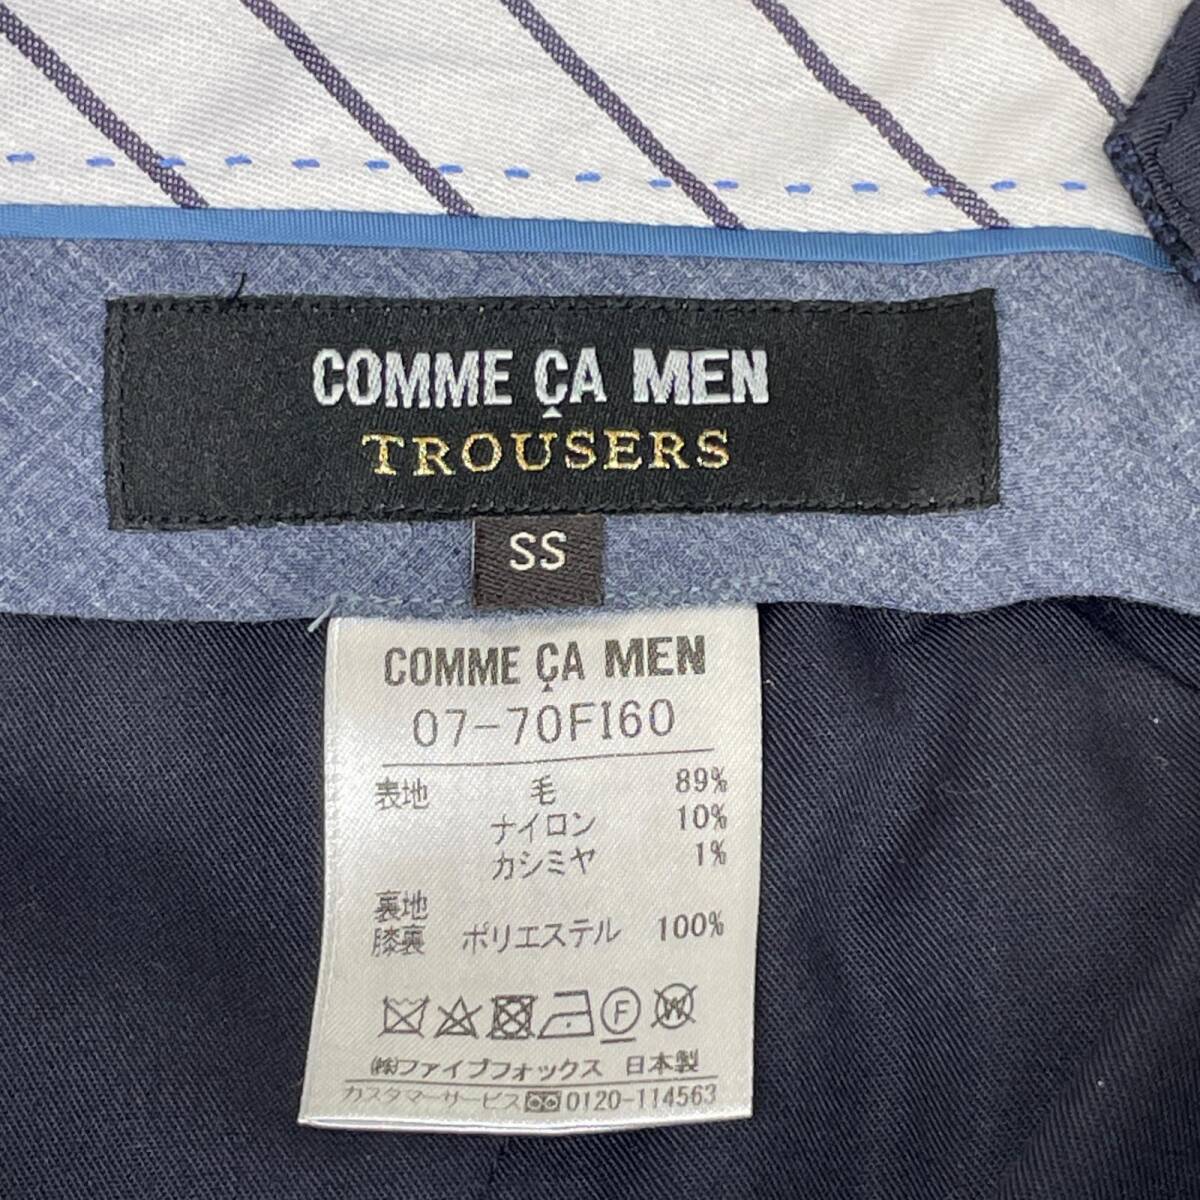 COMME ÇA MEN
TROUSERS
SS
COMME ÇA MEN
07-70FI60
表地 毛 89%
ナイロン 10%
カシミヤ 1%
裏地
膝裏 ポリエステル 100%
F W
㈱ファイブフォックス 日本製
カスタマーサービス 0120-114563